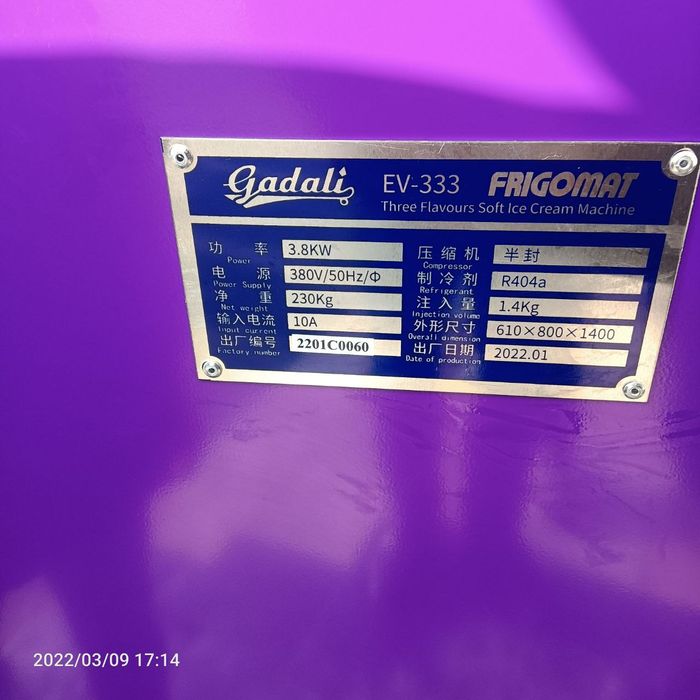 Gadali EV-333 FRIGOMAT
Three Flavours Soft Ice Cream Machine
功 率 3.8KW
Power
电 源 380V/50Hz/Φ
Power Supply
净 重 230Kg
Net weight
输入电流 10A
Input current
出厂编号 2201C0060
Factory number
压 缩 机 半封
Compressor
制 冷 剂 R404a
Refrigerant
注 入 量 1.4Kg
Injection volume
外形尺寸 610×800×1400
Overall dimension
出厂日期 2022.01
Date of production
2022/03/09 17:14